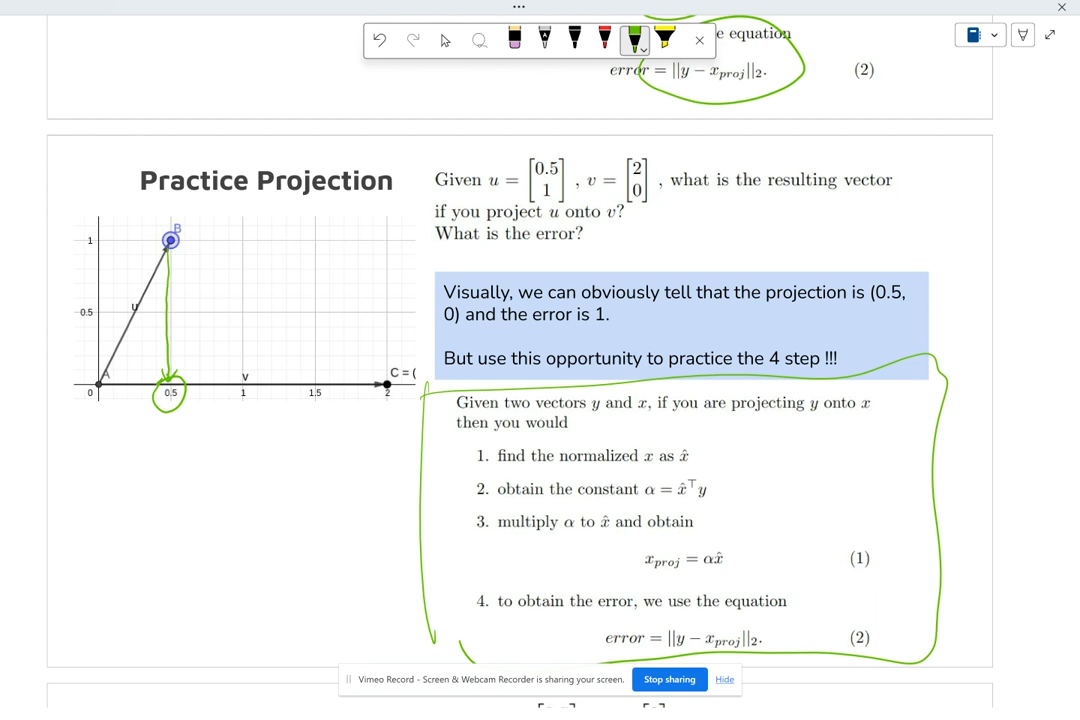 e equation
error = ||y − x_proj||₂. (2)
Practice Projection
Given u = [0.5 1], v = [2 0], what is the resulting vector
if you project u onto v?
What is the error?
B
1
u
0.5
A
v
C = (
0 0.5 1 1.5 2
Visually, we can obviously tell that the projection is (0.5,
0) and the error is 1.
But use this opportunity to practice the 4 step !!!
Given two vectors y and x, if you are projecting y onto x
then you would
1. find the normalized x as x̂
2. obtain the constant α = x̂ᵀy
3. multiply α to x̂ and obtain
x_proj = αx̂ (1)
4. to obtain the error, we use the equation
error = ||y − x_proj||₂. (2)
Vimeo Record - Screen & Webcam Recorder is sharing your screen. Stop sharing Hide